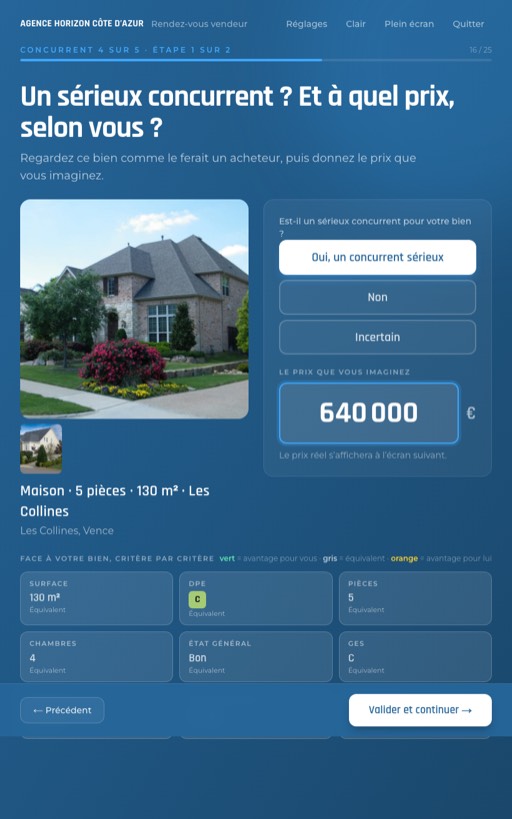 AGENCE HORIZON CÔTE D'AZUR Rendez-vous vendeur Réglages Clair Plein écran Quitter
CONCURRENT 4 SUR 5 · ÉTAPE 1 SUR 2 16 / 25
Un sérieux concurrent ? Et à quel prix,
selon vous ?
Regardez ce bien comme le ferait un acheteur, puis donnez le prix que
vous imaginez.
Est-il un sérieux concurrent pour votre bien
?
Oui, un concurrent sérieux
Non
Incertain
LE PRIX QUE VOUS IMAGINEZ
640 000 €
Le prix réel s'affichera à l'écran suivant.
Maison · 5 pièces · 130 m² · Les
Collines
Les Collines, Vence
FACE À VOTRE BIEN, CRITÈRE PAR CRITÈRE vert = avantage pour vous · gris = équivalent · orange = avantage pour lui
SURFACE
130 m²
Équivalent
DPE
C
Équivalent
PIÈCES
5
Équivalent
CHAMBRES
4
Équivalent
ÉTAT GÉNÉRAL
Bon
Équivalent
GES
C
Équivalent
← Précédent
Valider et continuer →